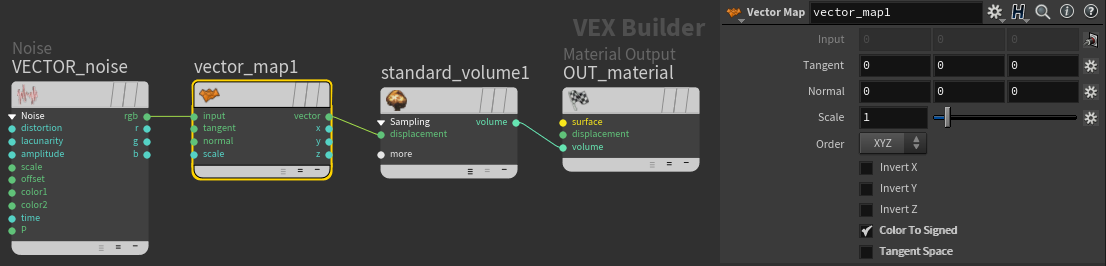 VEX Builder
Noise
VECTOR_noise
Noise
rgb
distortion
r
lacunarity
g
amplitude
b
scale
offset
color1
color2
time
P
vector_map1
input
vector
tangent
x
normal
y
scale
z
standard_volume1
Sampling
volume
displacement
more
Material Output
OUT_material
surface
displacement
volume
Vector Map
vector_map1
Input
0
0
0
Tangent
0
0
0
Normal
0
0
0
Scale
1
Order
XYZ
Invert X
Invert Y
Invert Z
Color To Signed
Tangent Space